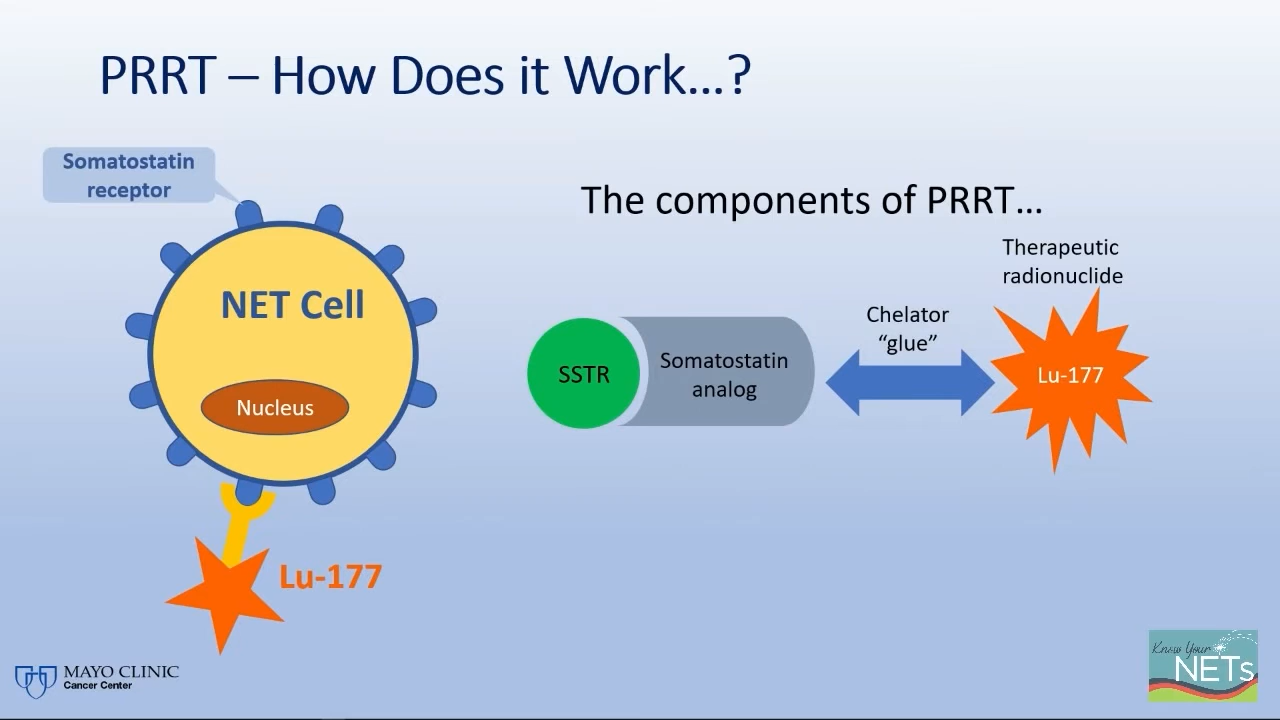 PRRT – How Does it Work...?
Somatostatin
receptor
The components of PRRT...
Therapeutic
radionuclide
NET Cell
Chelator
“glue”
SSTR
Somatostatin
analog
Lu-177
Nucleus
Lu-177
MAYO CLINIC
Cancer Center
Know Your
NETs